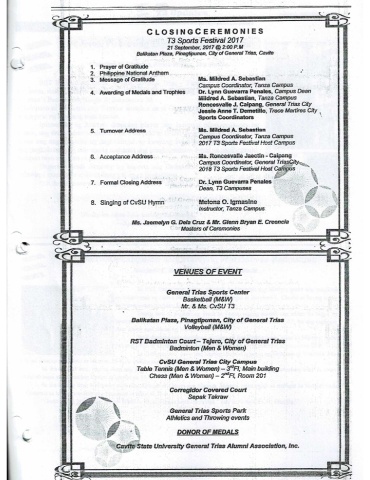 CLOSING CEREMONIES
T3 Sports Festival 2017
21 September, 2017 @ 2:00 P.M
Balikatan Plaza, Pinagtipunan, City of General Trias, Cavite
1. Prayer of Gratitude
2. Philippine National Anthem
3. Message of Gratitude Ms. Mildred A. Sebastian
Campus Coordinator, Tanza Campus
4. Awarding of Medals and Trophies Dr. Lynn Guevarra Penales, Campus Dean
Mildred A. Sebastian, Tanza Campus
Roncesvalle J. Caipang, General Trias City
Jessie Anne T. Demetillo, Trece Martires City
Sports Coordinators
5. Turnover Address Ms. Mildred A. Sebastian
Campus Coordinator, Tanza Campus
2017 T3 Sports Festival Host Campus
6. Acceptance Address Ms. Roncesvalle Jaectin - Caipang
Campus Coordinator, General Trias City
2018 T3 Sports Festival Host Campus
7. Formal Closing Address Dr. Lynn Guevarra Penales
Dean, T3 Campuses
8. Singing of CvSU Hymn Melona O. Igmasine
Instructor, Tanza Campus
Ms. Jaemelyn G. Dela Cruz & Mr. Glenn Bryan E. Creencia
Masters of Ceremonies
VENUES OF EVENT
General Trias Sports Center
Basketball (M&W)
Mr. & Ms. CvSU T3
Balikatan Plaza, Pinagtipunan, City of General Trias
Volleyball (M&W)
RST Badminton Court – Tejero, City of General Trias
Badminton (Men & Women)
CvSU General Trias City Campus
Table Tennis (Men & Women) – 3rd Fl, Main building
Chess (Men & Women) – 2nd Fl, Room 201
Corregidor Covered Court
Sepak Takraw
General Trias Sports Park
Athletics and Throwing events
DONOR OF MEDALS
Cavite State University General Trias Alumni Association, Inc.